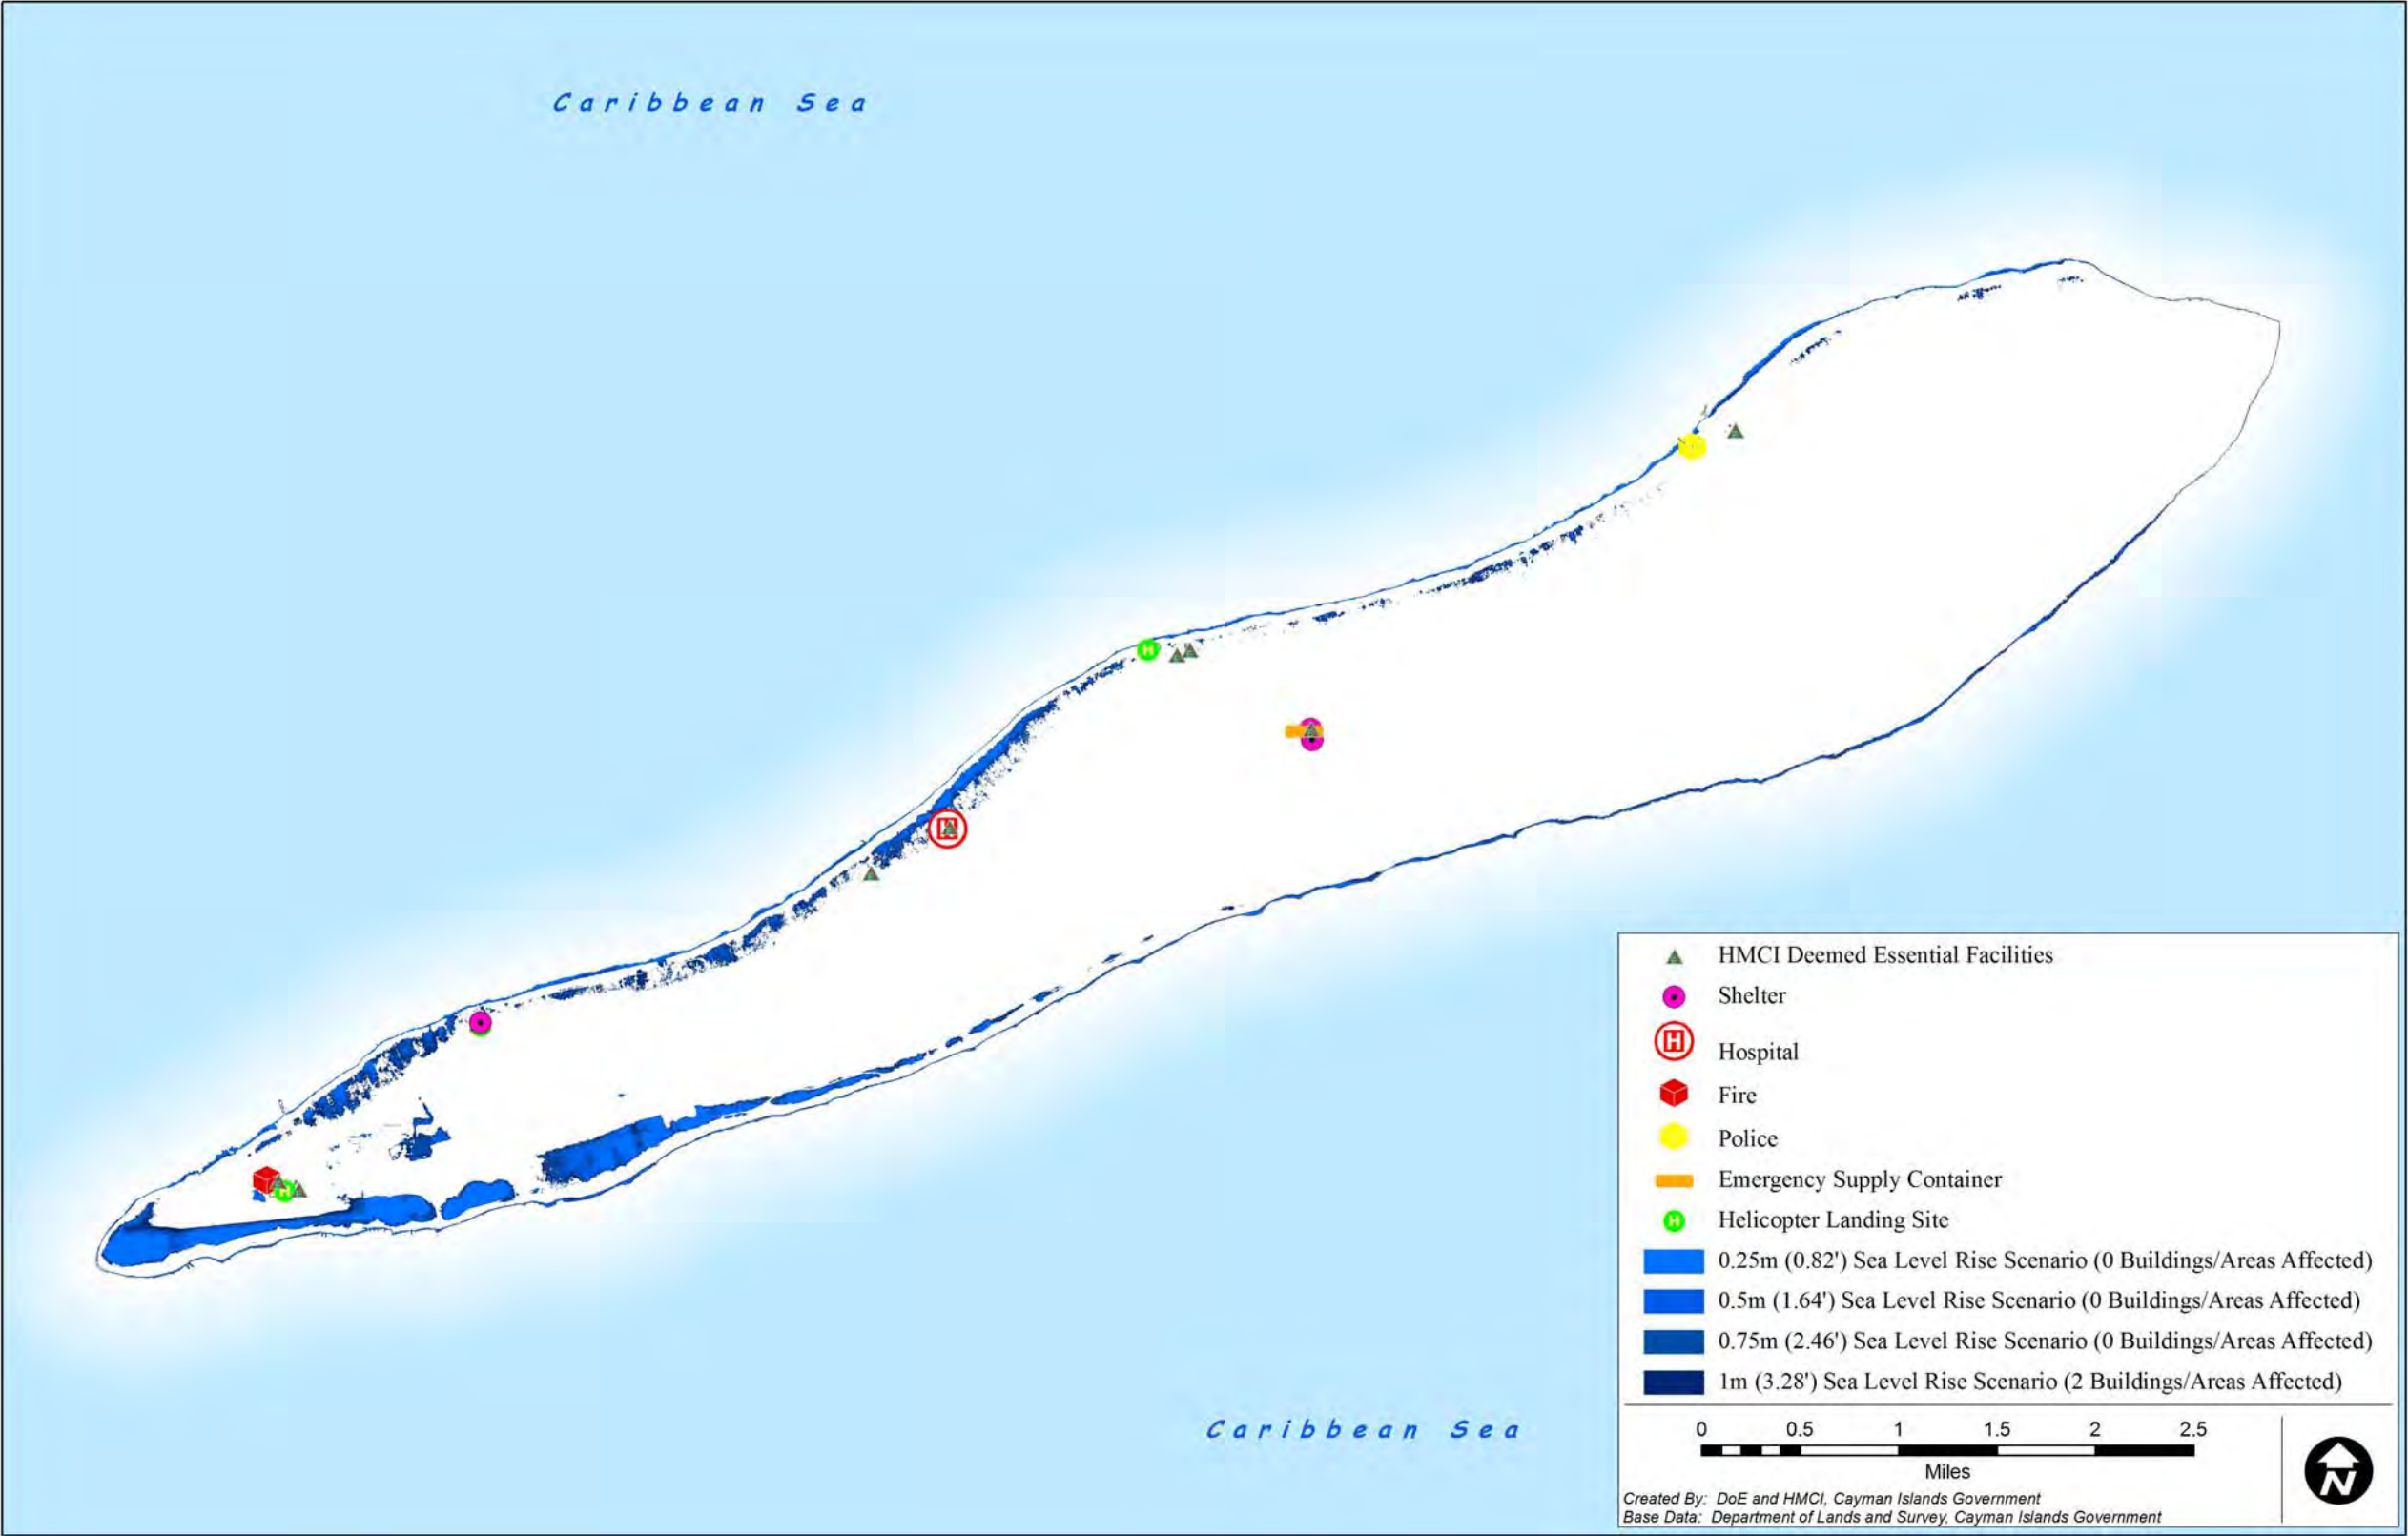 Caribbean Sea
H
H
H
Caribbean Sea
HMCI Deemed Essential Facilities
Shelter
H
Hospital
Fire
Police
Emergency Supply Container
H
Helicopter Landing Site
0.25m (0.82') Sea Level Rise Scenario (0 Buildings/Areas Affected)
0.5m (1.64') Sea Level Rise Scenario (0 Buildings/Areas Affected)
0.75m (2.46') Sea Level Rise Scenario (0 Buildings/Areas Affected)
1m (3.28') Sea Level Rise Scenario (2 Buildings/Areas Affected)
0 0.5 1 1.5 2 2.5
Miles
N
Created By: DoE and HMCI, Cayman Islands Government
Base Data: Department of Lands and Survey, Cayman Islands Government